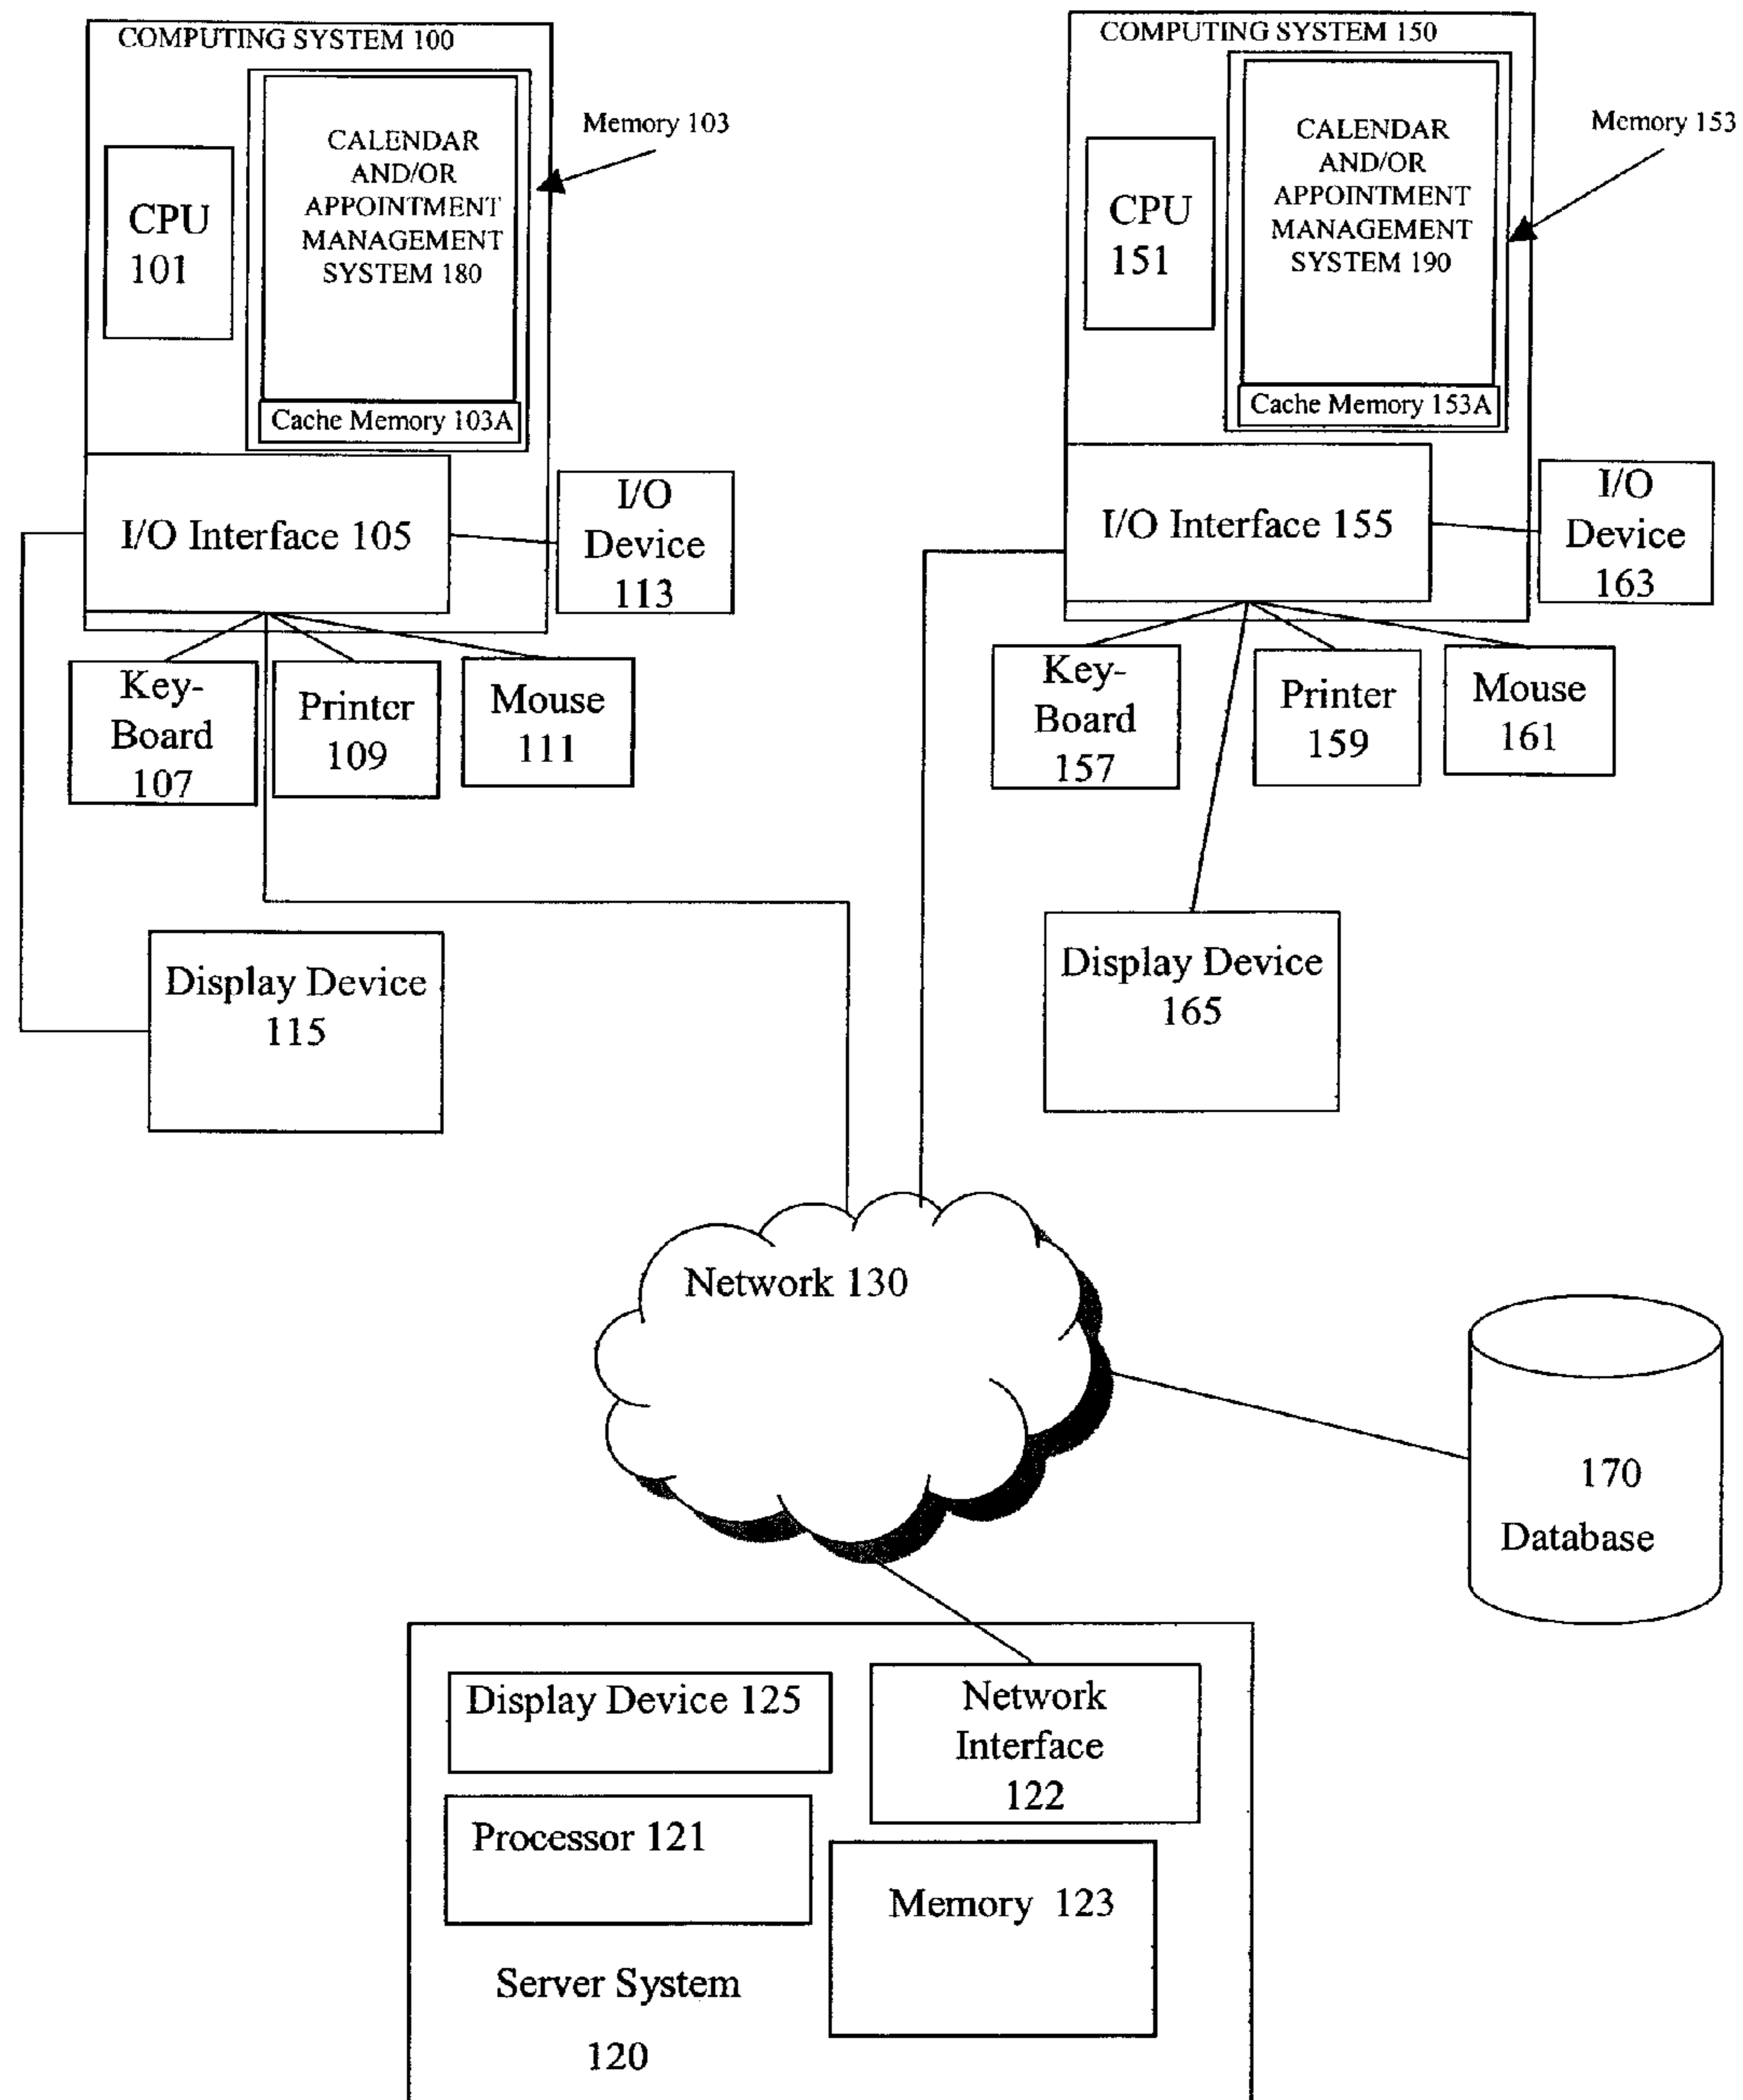 COMPUTING SYSTEM 100
CALENDAR
AND/OR
APPOINTMENT
MANAGEMENT
SYSTEM 180
Memory 103
CPU
101
Cache Memory 103A
I/O Interface 105
I/O
Device
113
Key-
Board
107
Printer
109
Mouse
111
Display Device
115
COMPUTING SYSTEM 150
CALENDAR
AND/OR
APPOINTMENT
MANAGEMENT
SYSTEM 190
Memory 153
CPU
151
Cache Memory 153A
I/O Interface 155
I/O
Device
163
Key-
Board
157
Printer
159
Mouse
161
Display Device
165
Network 130
170
Database
Display Device 125
Network
Interface
122
Processor 121
Memory 123
Server System
120